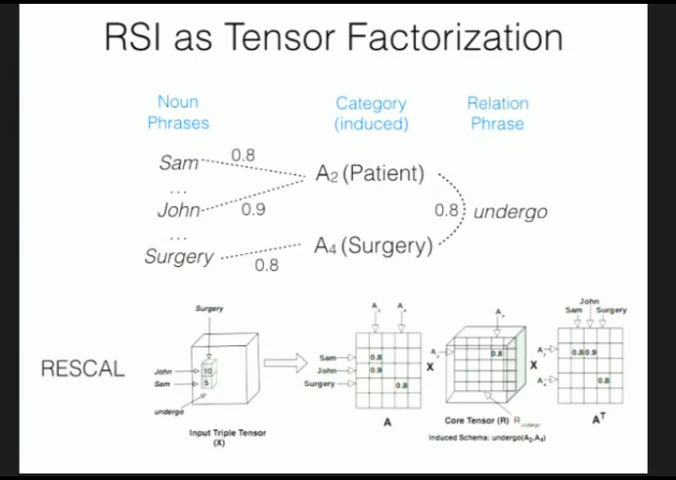 RSI as Tensor Factorization
Noun Phrases
Category (induced)
Relation Phrase
Sam
0.8
A2 (Patient)
...
John
0.9
0.8
undergo
...
Surgery
0.8
A4 (Surgery)
RESCAL
Surgery
John
10
Sam
5
undergo
Input Triple Tensor
(X)
Sam
0.8
John
0.9
Surgery
0.8
A
X
0.8
Core Tensor (R) R undergo
Induced Schema: undergo(A2,A4)
X
John
Sam
Surgery
0.8 0.9
0.8
A^T